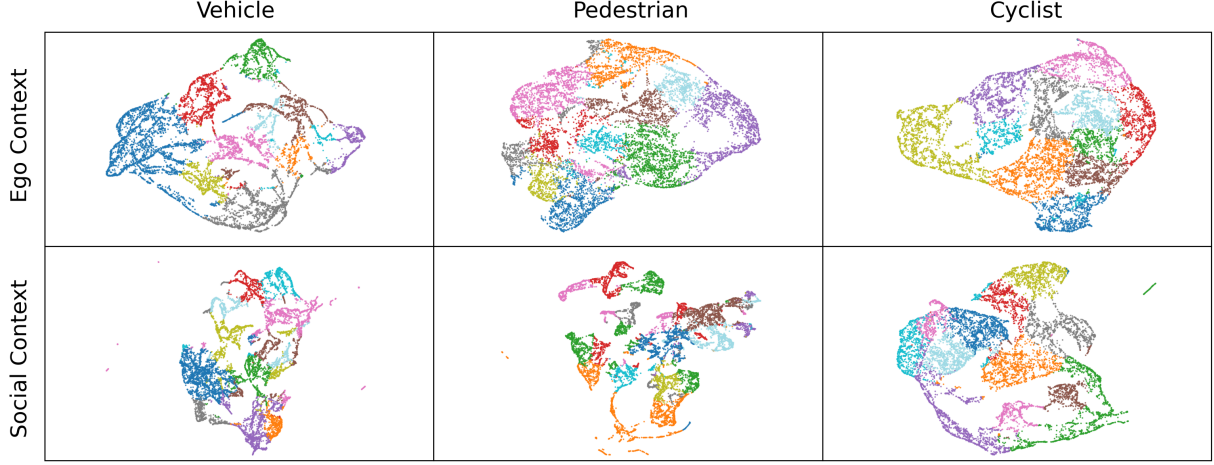 Vehicle
Pedestrian
Cyclist
Ego Context
Social Context